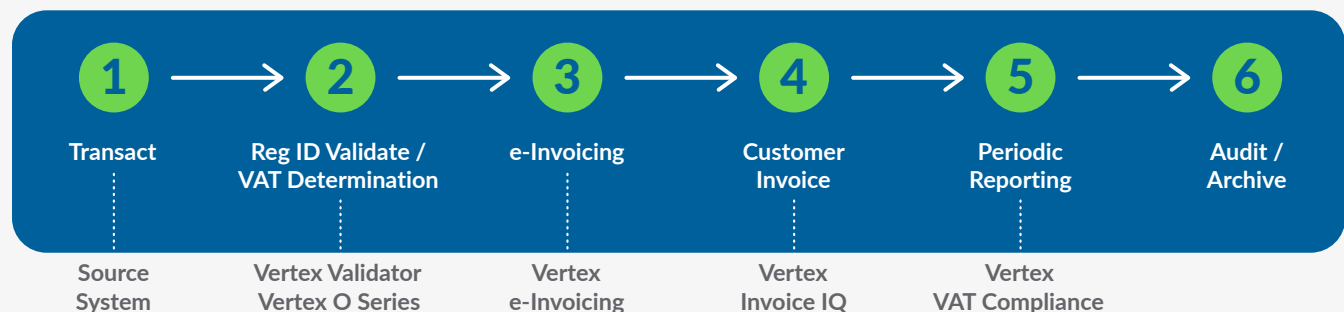 1
2
3
4
5
6
Transact
Reg ID Validate /
VAT Determination
e-Invoicing
Customer
Invoice
Periodic
Reporting
Audit /
Archive
Source
System
Vertex Validator
Vertex O Series
Vertex
e-Invoicing
Vertex
Invoice IQ
Vertex
VAT Compliance